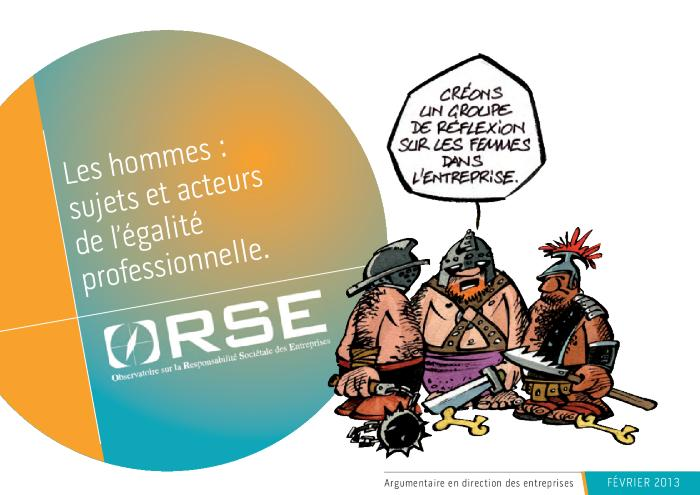 Les hommes :
sujets et acteurs
de l'égalité
professionnelle.
ORSE
Observatoire sur la Responsabilité Sociétale des Entreprises
CRÉONS
UN GROUPE
DE RÉFLEXION
SUR LES FEMMES
DANS
L'ENTREPRISE.
Argumentaire en direction des entreprises
FÉVRIER 2013